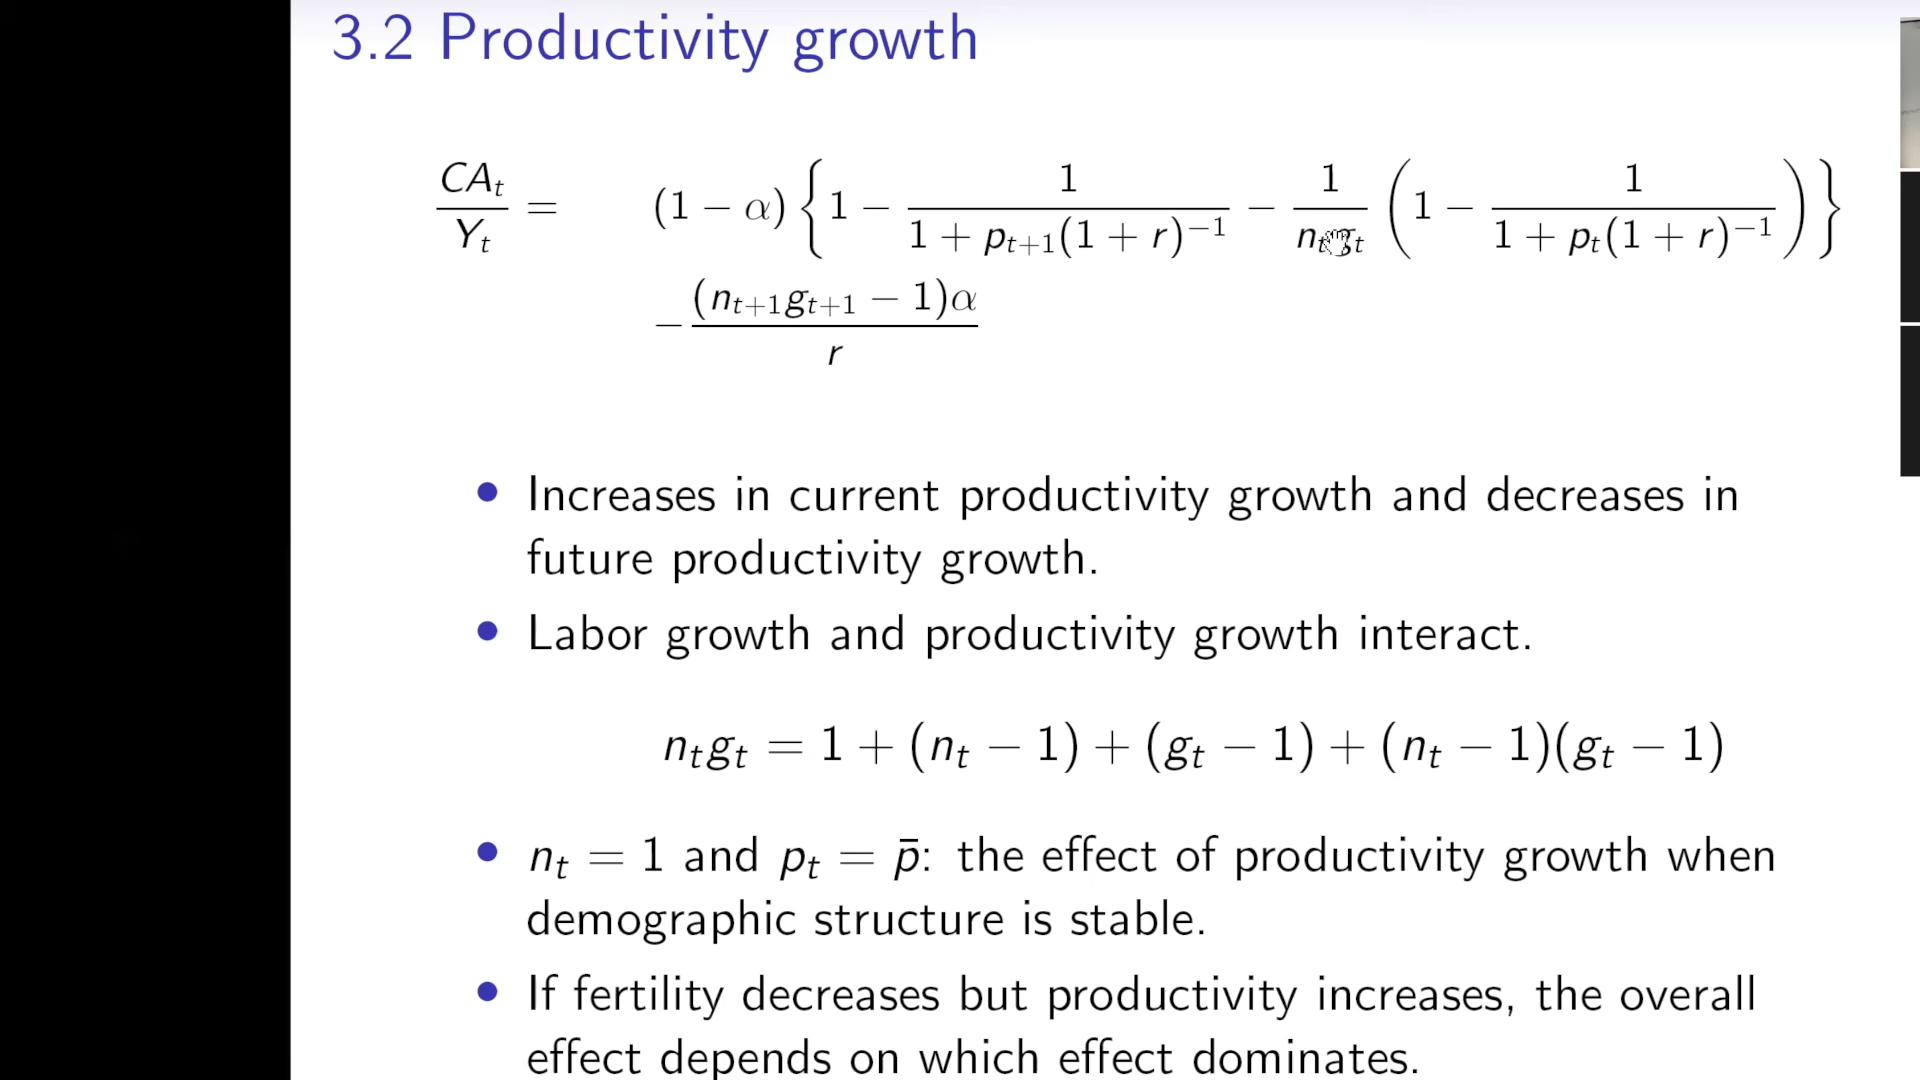 3.2 Productivity growth
CA_t/Y_t = (1 − α) {1 − 1/(1 + p_{t+1}(1 + r)^{−1}) − 1/(n_t g_t) (1 − 1/(1 + p_t(1 + r)^{−1}))}
− (n_{t+1}g_{t+1} − 1)α/r
• Increases in current productivity growth and decreases in
future productivity growth.
• Labor growth and productivity growth interact.
n_t g_t = 1 + (n_t − 1) + (g_t − 1) + (n_t − 1)(g_t − 1)
• n_t = 1 and p_t = p̄: the effect of productivity growth when
demographic structure is stable.
• If fertility decreases but productivity increases, the overall
effect depends on which effect dominates.